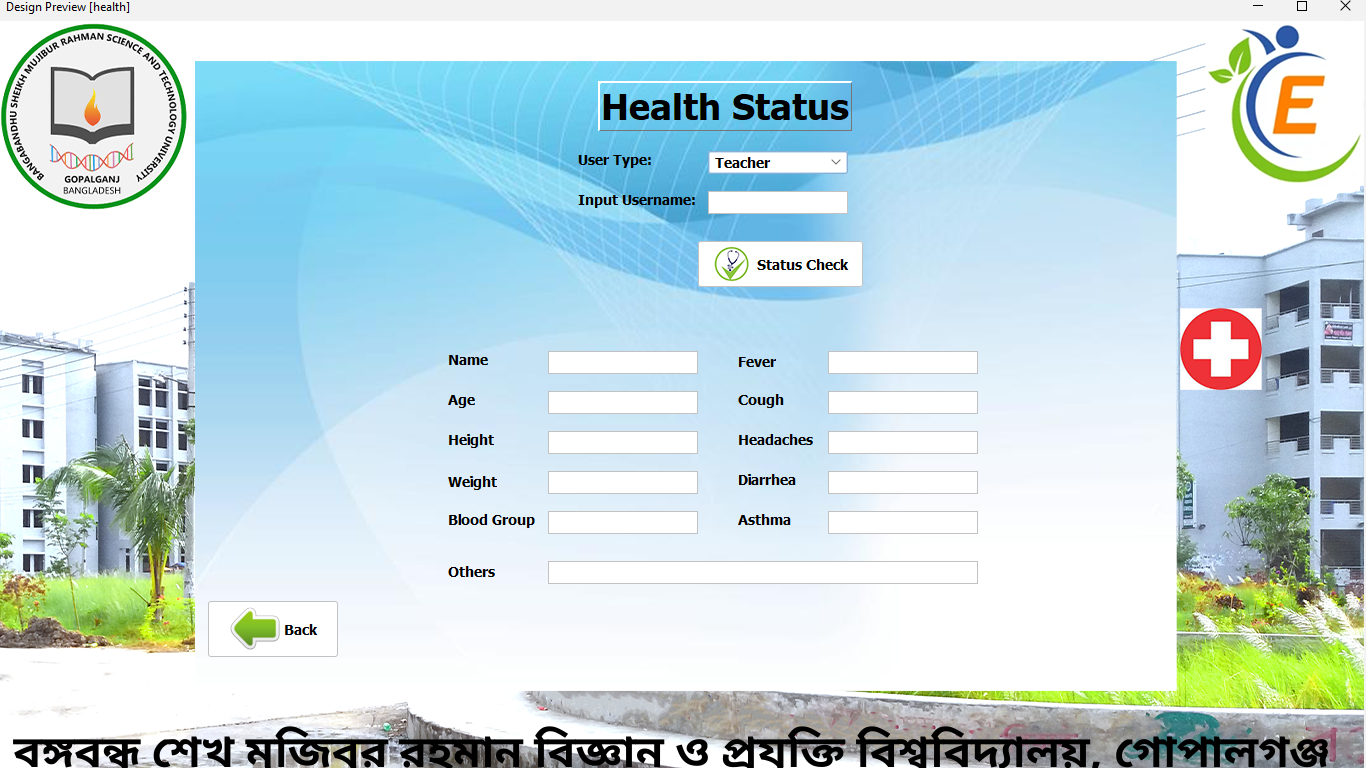 Design Preview [health]
BANGABANDHU SHEIKH MUJIBUR RAHMAN SCIENCE AND TECHNOLOGY UNIVERSITY
GOPALGANJ
BANGLADESH
E
Health Status
User Type:
Teacher
Input Username:
Status Check
Name
Fever
Age
Cough
Height
Headaches
Weight
Diarrhea
Blood Group
Asthma
Others
Back
বঙ্গবন্ধু শেখ মুজিবুর রহমান বিজ্ঞান ও প্রযুক্তি বিশ্ববিদ্যালয়, গোপালগঞ্জ